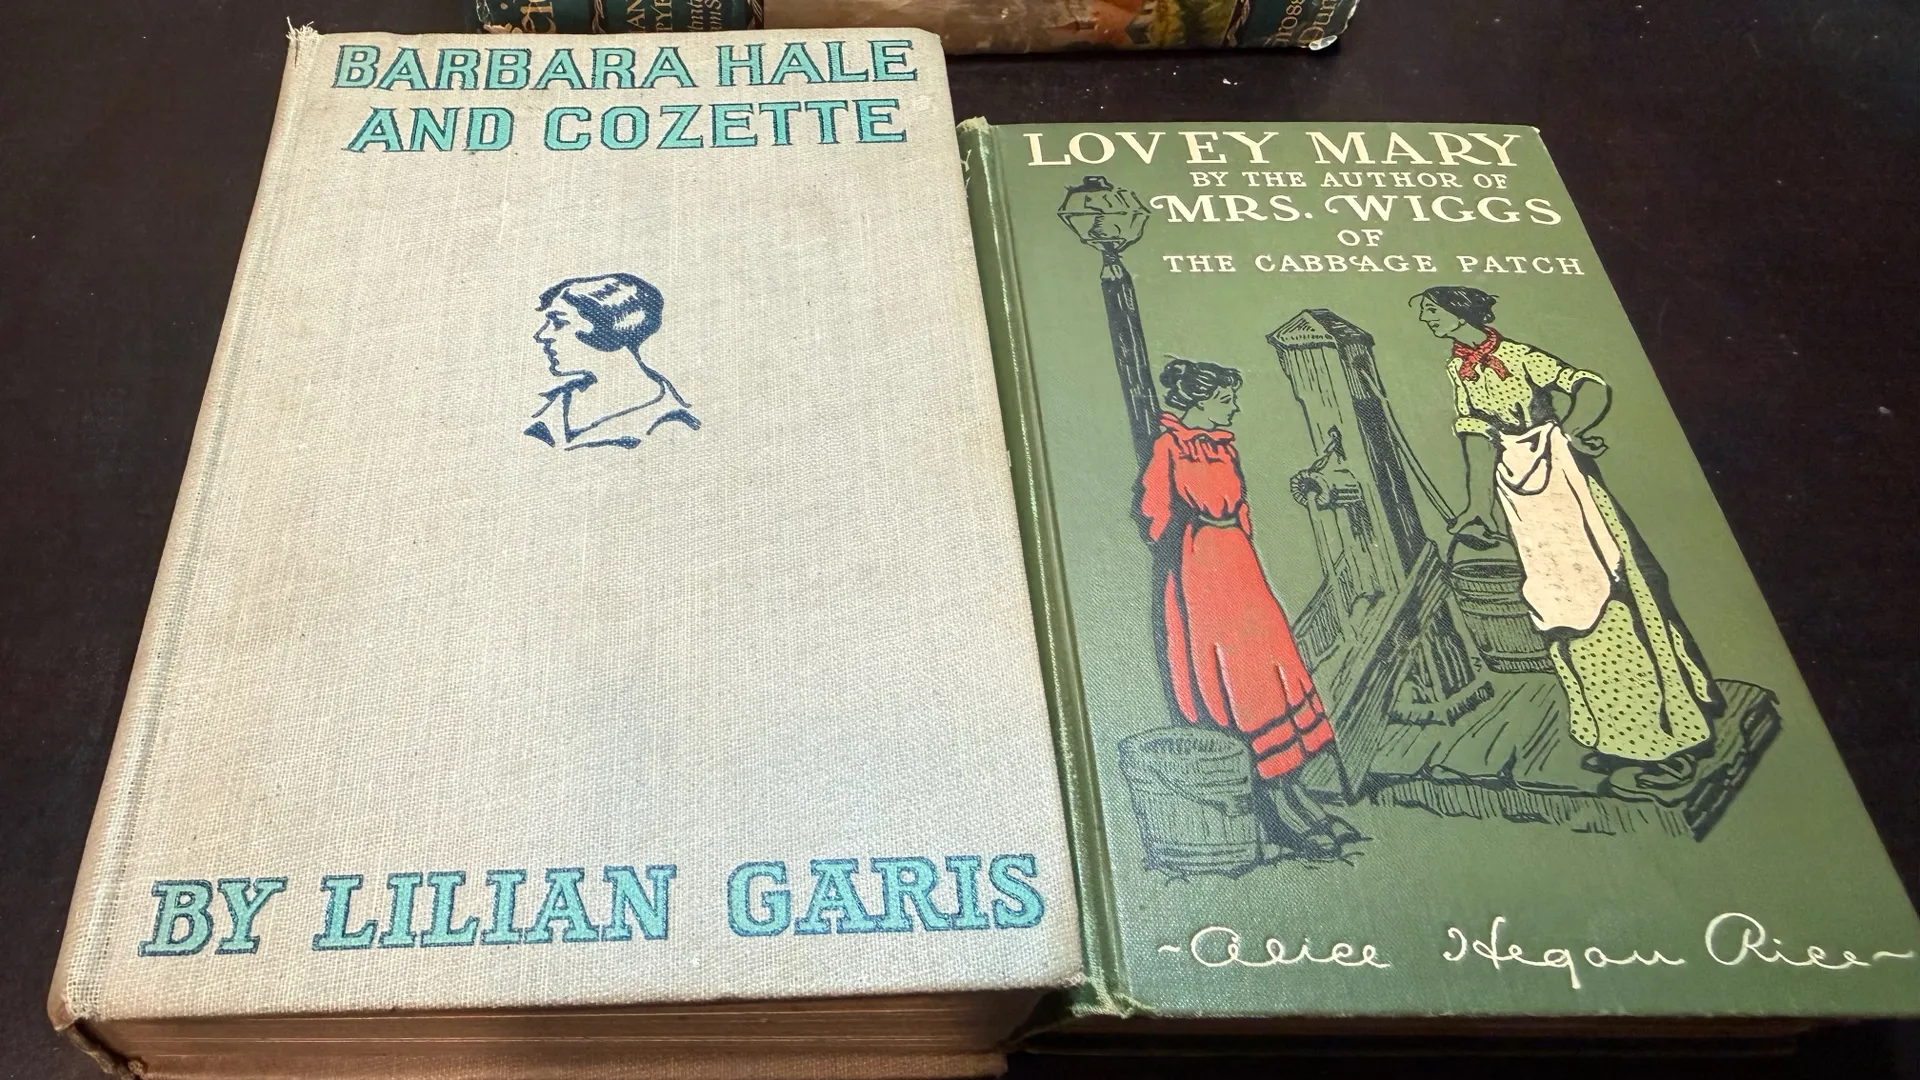 BARBARA HALE
AND COZETTE
BY LILIAN GARIS
LOVEY MARY
BY THE AUTHOR OF
MRS. WIGGS
OF
THE CABBAGE PATCH
~Alice Hegan Rice~